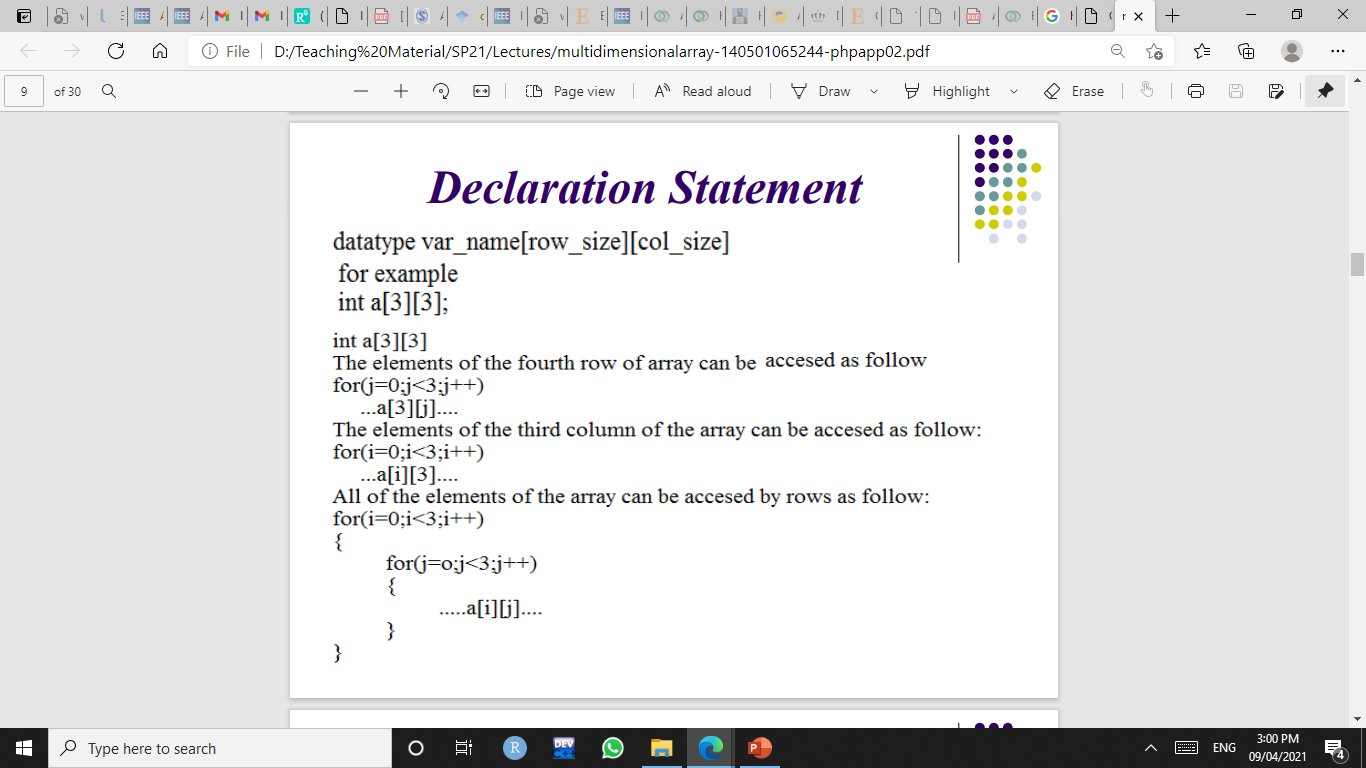 File
D:/Teaching%20Material/SP21/Lectures/multidimensionalarray-140501065244-phpapp02.pdf
9 of 30
Page view
Read aloud
Draw
Highlight
Erase
Declaration Statement
datatype var_name[row_size][col_size]
for example
int a[3][3];
int a[3][3]
The elements of the fourth row of array can be accesed as follow
for(j=0;j<3;j++)
...a[3][j]....
The elements of the third column of the array can be accesed as follow:
for(i=0;i<3;i++)
...a[i][3]....
All of the elements of the array can be accesed by rows as follow:
for(i=0;i<3;i++)
{
for(j=o;j<3;j++)
{
.....a[i][j]....
}
}
Type here to search
R
DEV
ENG
3:00 PM
09/04/2021
4